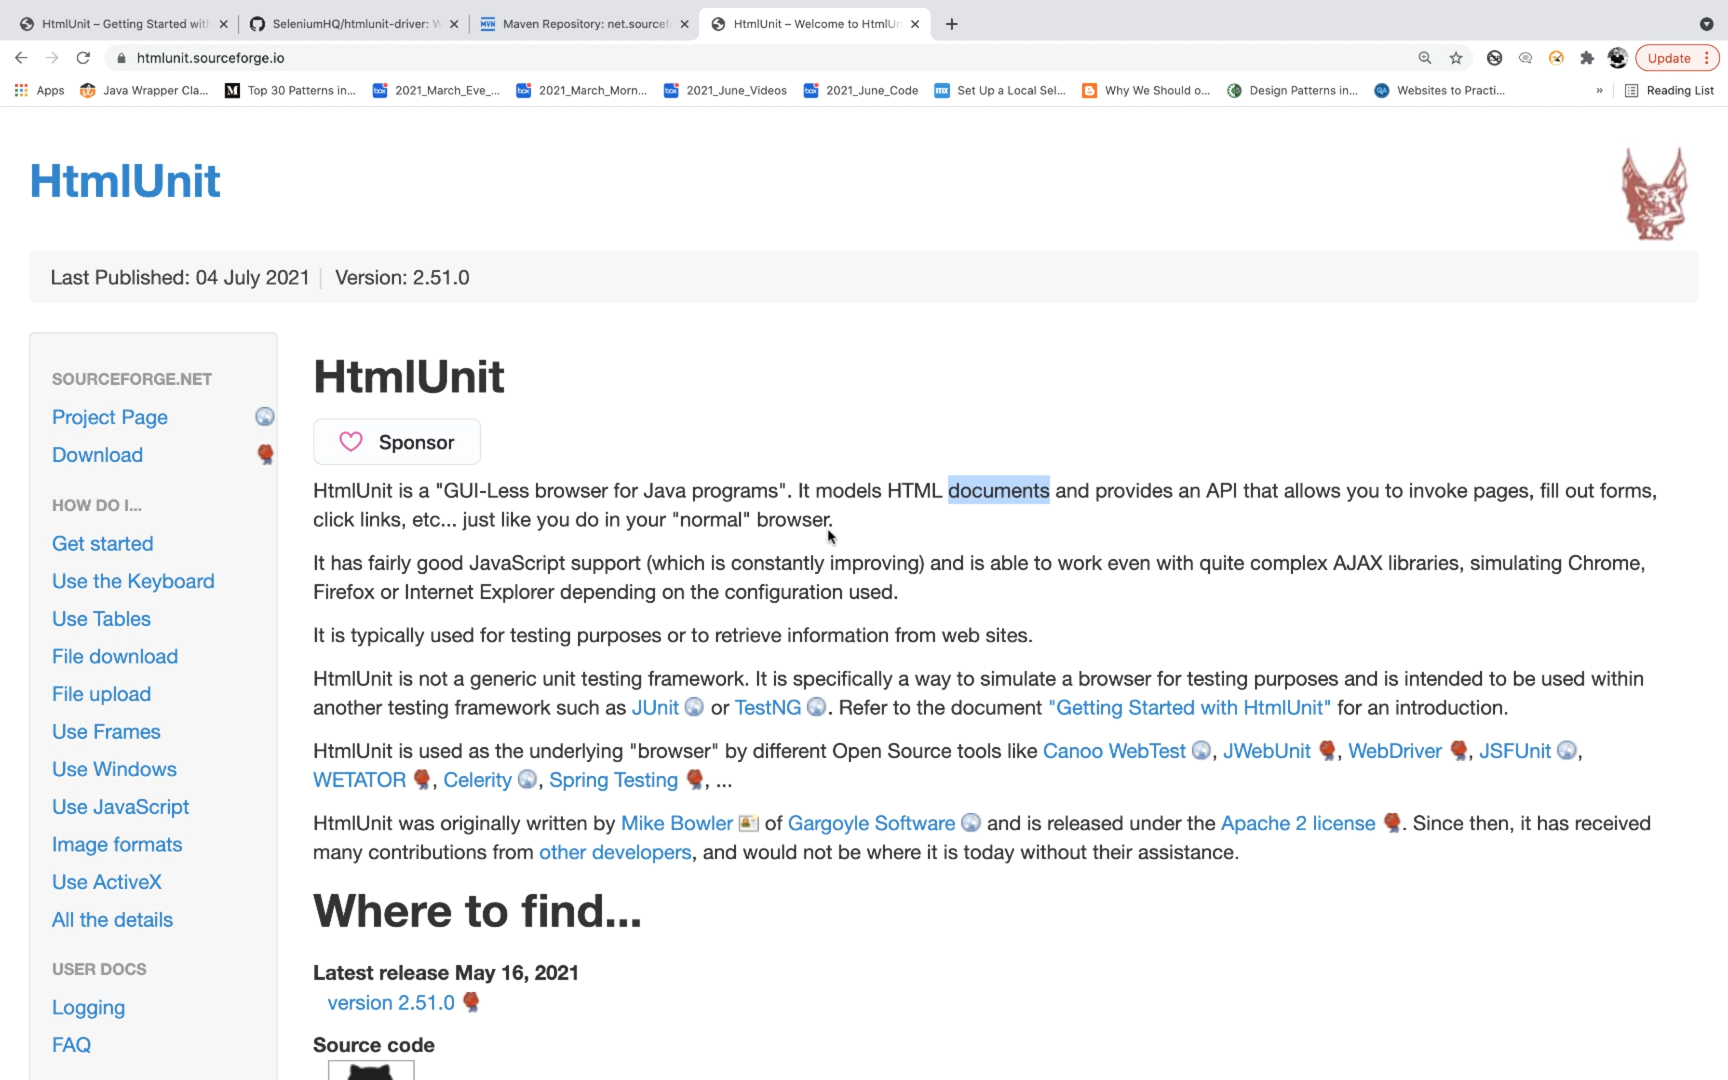 HtmlUnit – Getting Started with
SeleniumHQ/htmlunit-driver: W
Maven Repository: net.sourcef
HtmlUnit – Welcome to HtmlUn
htmlunit.sourceforge.io
Update
Apps
Java Wrapper Cla...
M Top 30 Patterns in...
box 2021_March_Eve_...
box 2021_March_Morn...
box 2021_June_Videos
box 2021_June_Code
mx Set Up a Local Sel...
Why We Should o...
Design Patterns in...
Websites to Practi...
»
Reading List
HtmlUnit
Last Published: 04 July 2021 | Version: 2.51.0
SOURCEFORGE.NET
Project Page
Download
HOW DO I...
Get started
Use the Keyboard
Use Tables
File download
File upload
Use Frames
Use Windows
Use JavaScript
Image formats
Use ActiveX
All the details
USER DOCS
Logging
FAQ
HtmlUnit
Sponsor
HtmlUnit is a "GUI-Less browser for Java programs". It models HTML documents and provides an API that allows you to invoke pages, fill out forms,
click links, etc... just like you do in your "normal" browser.
It has fairly good JavaScript support (which is constantly improving) and is able to work even with quite complex AJAX libraries, simulating Chrome,
Firefox or Internet Explorer depending on the configuration used.
It is typically used for testing purposes or to retrieve information from web sites.
HtmlUnit is not a generic unit testing framework. It is specifically a way to simulate a browser for testing purposes and is intended to be used within
another testing framework such as JUnit or TestNG. Refer to the document "Getting Started with HtmlUnit" for an introduction.
HtmlUnit is used as the underlying "browser" by different Open Source tools like Canoo WebTest, JWebUnit, WebDriver, JSFUnit,
WETATOR, Celerity, Spring Testing, ...
HtmlUnit was originally written by Mike Bowler of Gargoyle Software and is released under the Apache 2 license. Since then, it has received
many contributions from other developers, and would not be where it is today without their assistance.
Where to find...
Latest release May 16, 2021
version 2.51.0
Source code